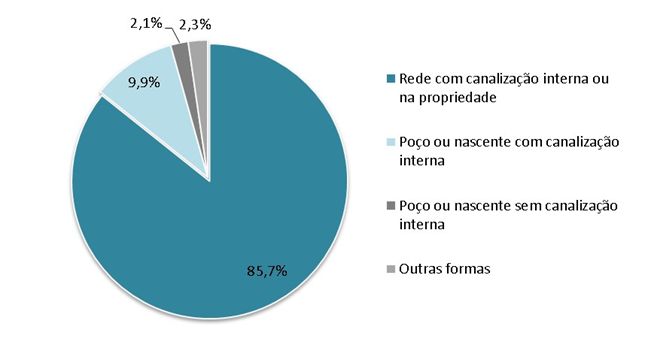 2,1%
2,3%
9,9%
85,7%
Rede com canalização interna ou
na propriedade
Poço ou nascente com canalização
interna
Poço ou nascente sem canalização
interna
Outras formas